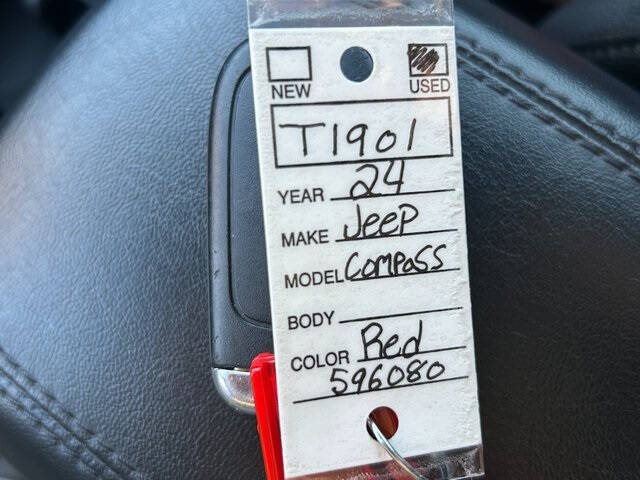 NEW USED
T1901
YEAR 24
MAKE Jeep
MODEL Compass
BODY
COLOR Red
596080